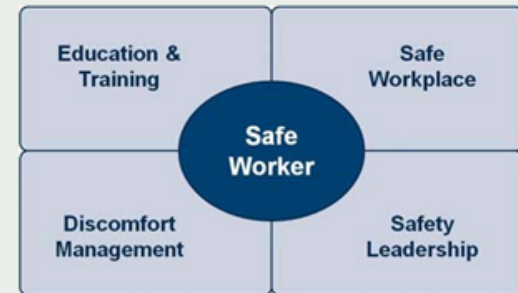 Education &
Training
Safe
Workplace
Safe
Worker
Discomfort
Management
Safety
Leadership